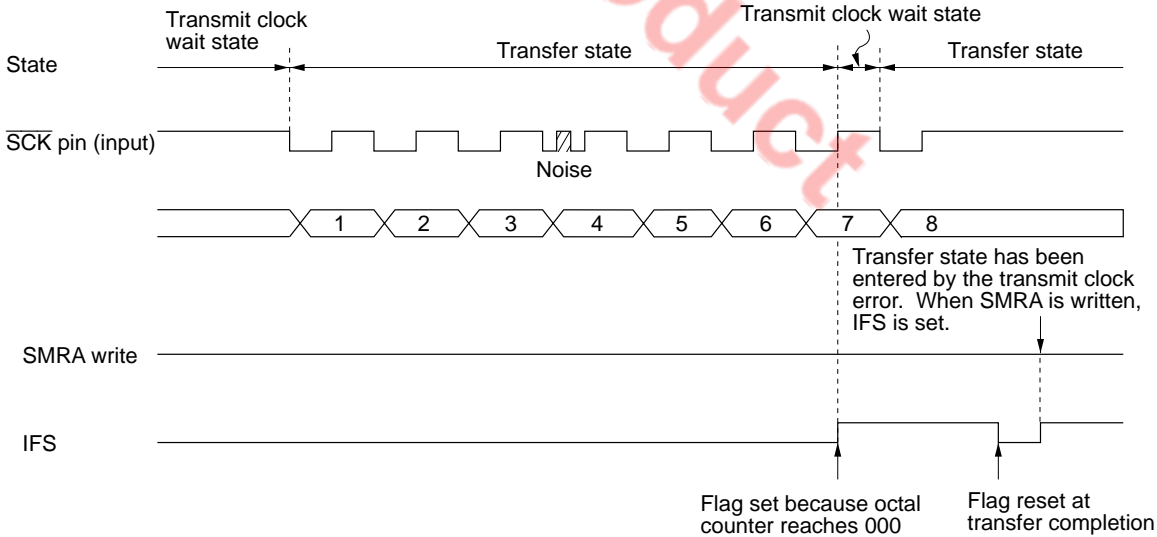 Transmit clock
wait state
Transmit clock wait state
State
Transfer state
Transfer state
SCK pin (input)
Noise
1 2 3 4 5 6 7 8
Transfer state has been
entered by the transmit clock
error. When SMRA is written,
IFS is set.
SMRA write
IFS
Flag set because octal
counter reaches 000
Flag reset at
transfer completion